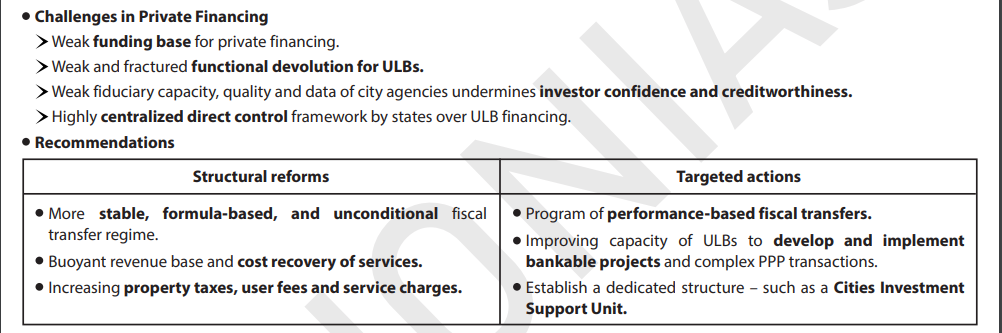 • Challenges in Private Financing
➤ Weak funding base for private financing.
➤ Weak and fractured functional devolution for ULBs.
➤ Weak fiduciary capacity, quality and data of city agencies undermines investor confidence and creditworthiness.
➤ Highly centralized direct control framework by states over ULB financing.
• Recommendations
Structural reforms
• More stable, formula-based, and unconditional fiscal
transfer regime.
• Buoyant revenue base and cost recovery of services.
• Increasing property taxes, user fees and service charges.
Targeted actions
• Program of performance-based fiscal transfers.
• Improving capacity of ULBs to develop and implement
bankable projects and complex PPP transactions.
• Establish a dedicated structure – such as a Cities Investment
Support Unit.